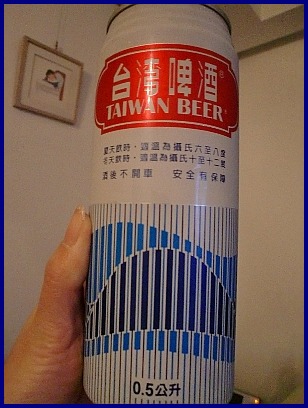 台灣啤酒®
TAIWAN BEER®
夏天飲時，適溫為攝氏六至八度
冬天飲時，適溫為攝氏十至十二度
酒後不開車 安全有保障
0.5公升